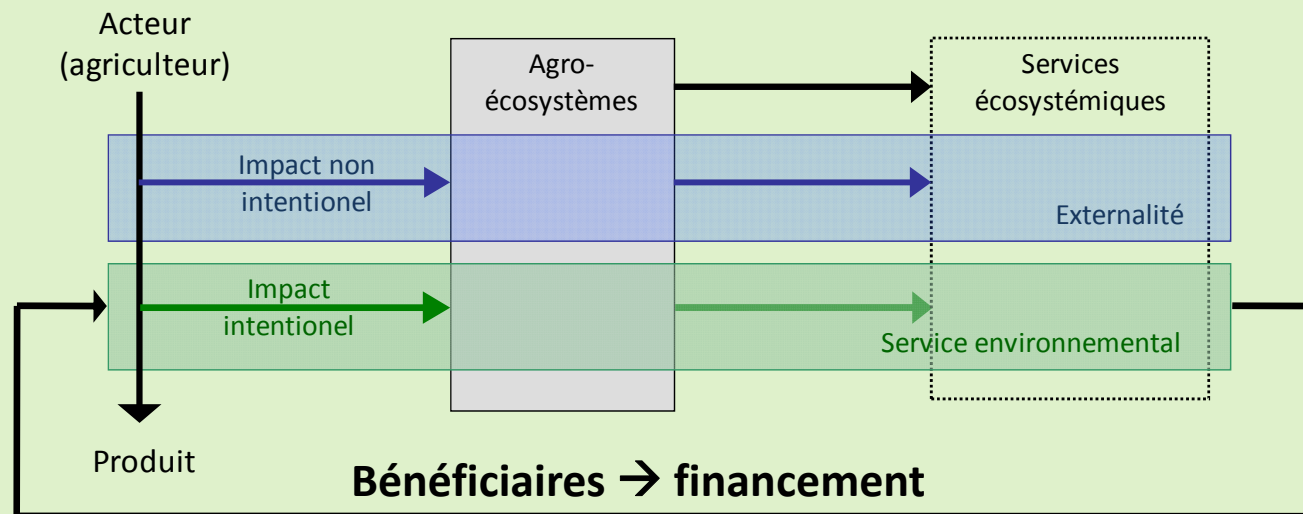 Acteur
(agriculteur)
Agro-
écosystèmes
Services
écosystémiques
Impact non
intentionel
Externalité
Impact
intentionel
Service environnemental
Produit
Bénéficiaires → financement